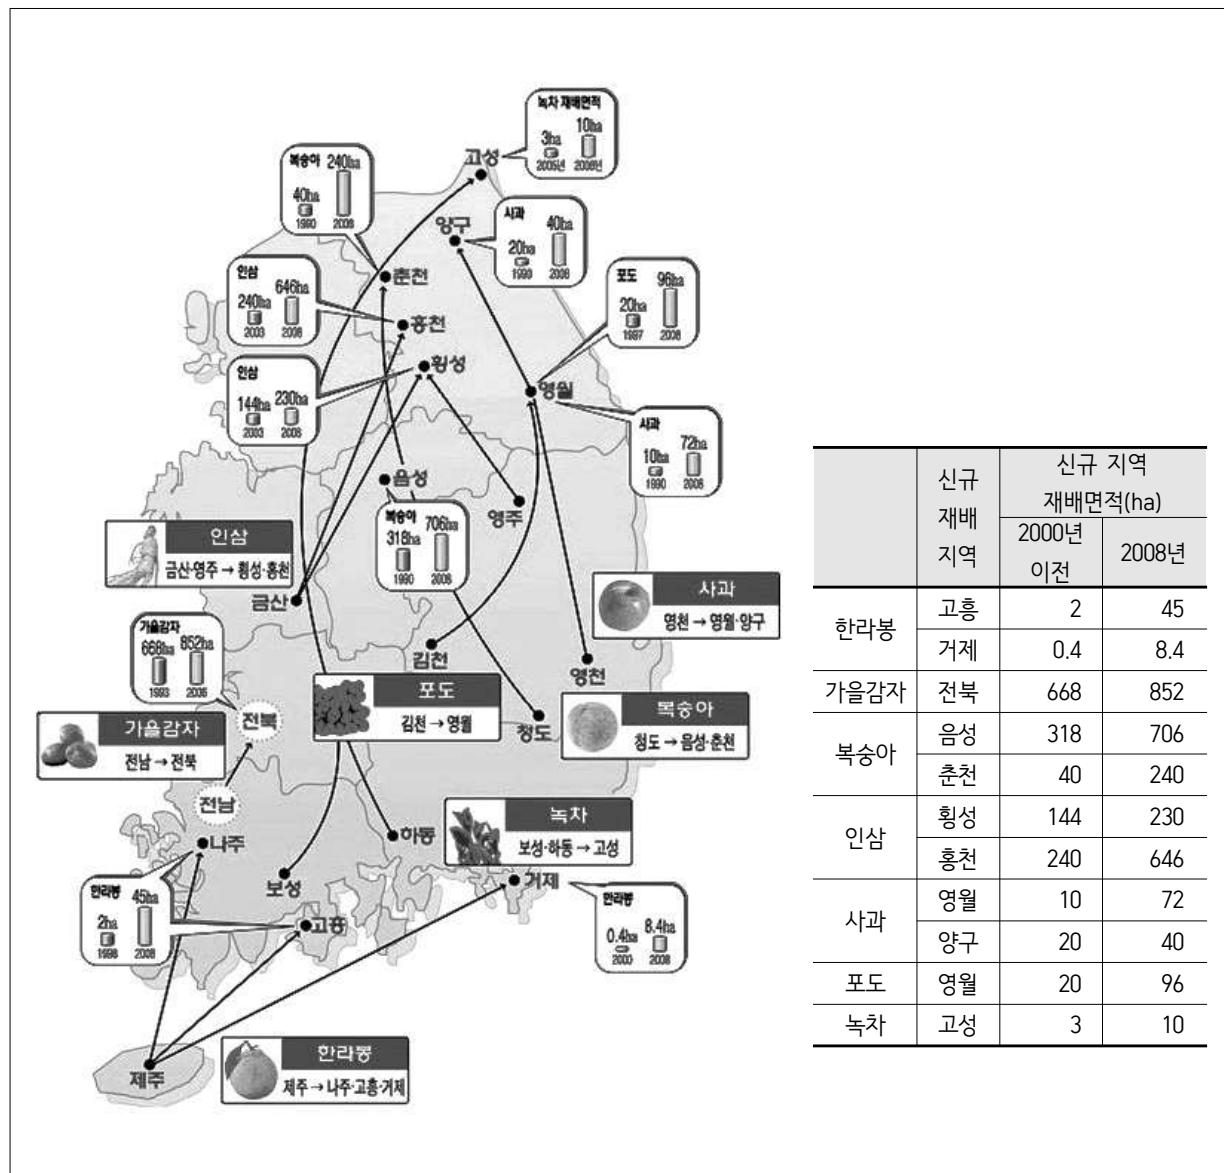 녹차 재배면적
3ha 10ha
2005년 2008년
고성
복숭아 240ha
40ha
1990 2008
양구
사과
40ha
20ha
1990 2008
춘천
인삼
646ha
240ha
2003 2008
홍천
포도
96ha
20ha
1997 2008
횡성
인삼
144ha 230ha
2003 2008
영월
사과
10ha 72ha
1990 2008
음성
복숭아
318ha 706ha
1990 2008
영주
인삼
금산·영주 → 횡성·홍천
금산
사과
영천 → 영월·양구
가을감자
668ha 852ha
1993
김천
영천
포도
김천 → 영월
복숭아
청도 → 음성·춘천
청도
전북
가을감자
전남 → 전북
전남
나주
하동
녹차
보성·하동 → 고성
보성
거제
한라봉
45ha
2ha
1998 2008
고흥
한라봉
0.4ha 8.4ha
2000 2008
제주
한라봉
제주 → 나주·고흥·거제
신규 재배 지역
신규 지역
재배면적(ha)
2000년 이전 2008년
한라봉 고흥 2 45
거제 0.4 8.4
가을감자 전북 668 852
복숭아 음성 318 706
춘천 40 240
인삼 횡성 144 230
홍천 240 646
사과 영월 10 72
양구 20 40
포도 영월 20 96
녹차 고성 3 10